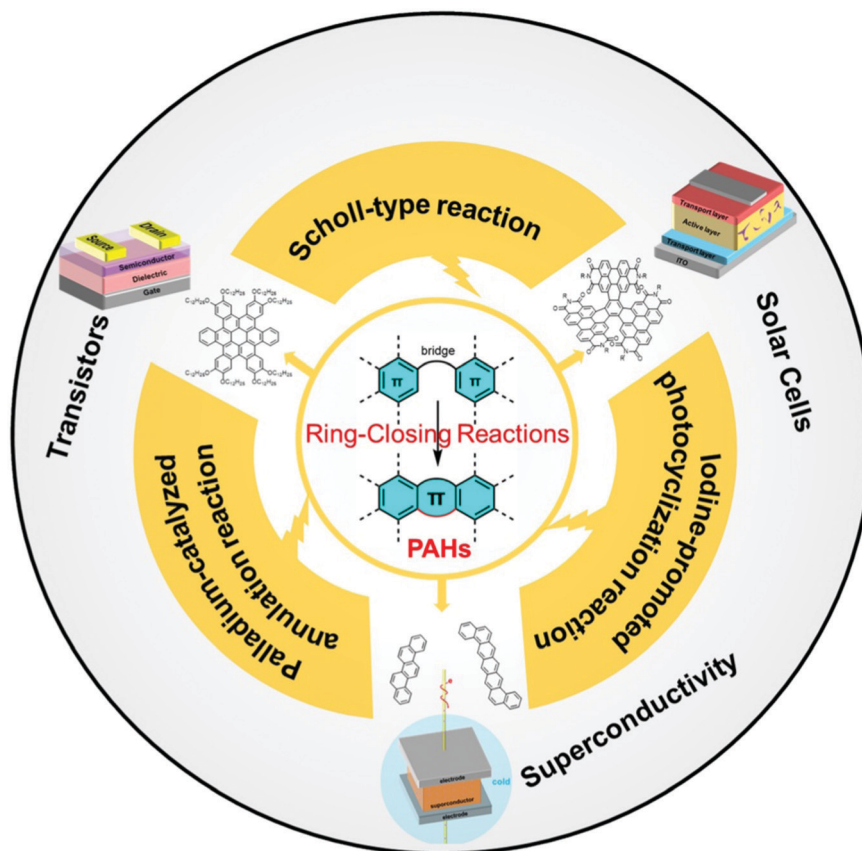 Scholl-type reaction
Transistors
Source
Drain
Semiconductor
Dielectric
Gate
Solar Cells
Transport layer
Active layer
Transport layer
ITO
bridge
π
π
Ring-Closing Reactions
π
PAHs
Palladium-catalyzed
annulation reaction
Iodine-promoted
photocyclization reaction
Superconductivity
electrode
cold
electrode